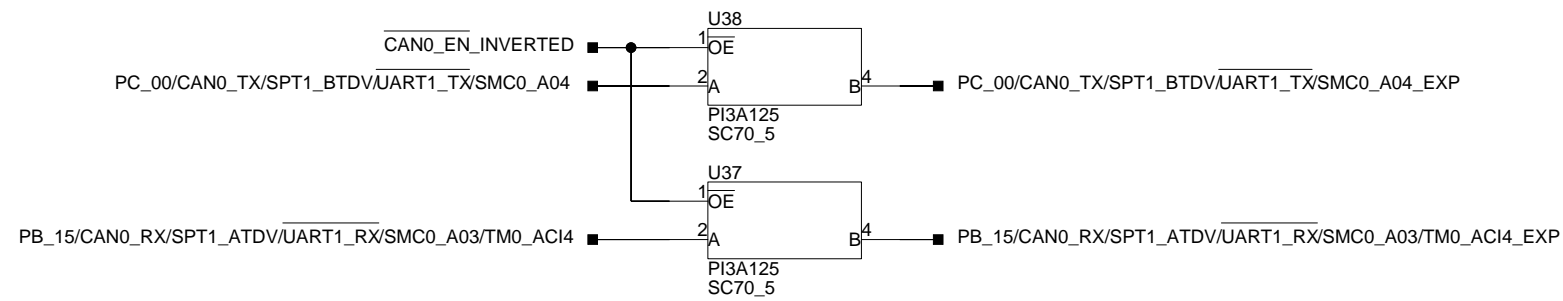 U38
CAN0_EN_INVERTED
1
OE
PC_00/CAN0_TX/SPT1_BTDV/UART1_TX/SMC0_A04
2
A
B
4
PC_00/CAN0_TX/SPT1_BTDV/UART1_TX/SMC0_A04_EXP
PI3A125
SC70_5
U37
1
OE
PB_15/CAN0_RX/SPT1_ATDV/UART1_RX/SMC0_A03/TM0_ACI4
2
A
B
4
PB_15/CAN0_RX/SPT1_ATDV/UART1_RX/SMC0_A03/TM0_ACI4_EXP
PI3A125
SC70_5